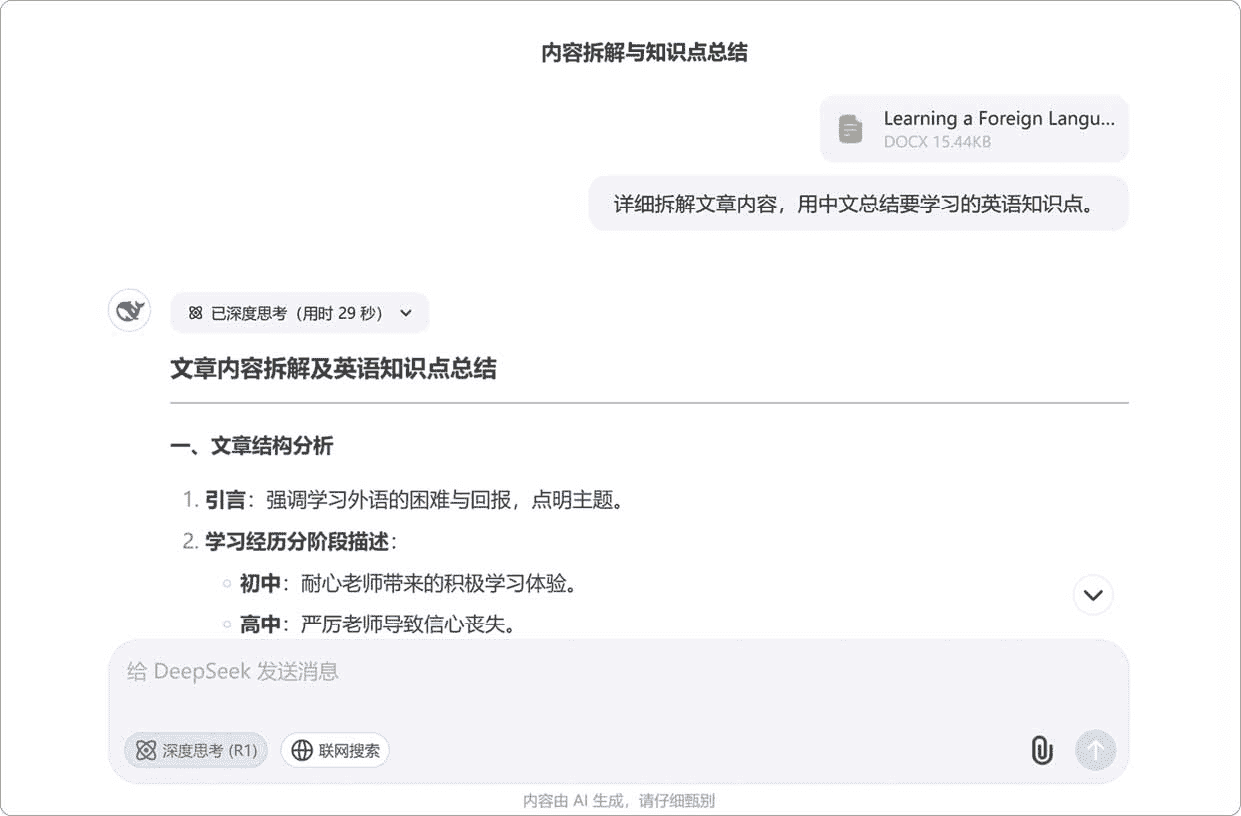 内容拆解与知识点总结
Learning a Foreign Langu...
DOCX 15.44KB
详细拆解文章内容，用中文总结要学习的英语知识点。
已深度思考（用时 29 秒）
文章内容拆解及英语知识点总结
一、文章结构分析
1. 引言：强调学习外语的困难与回报，点明主题。
2. 学习经历分阶段描述：
初中：耐心老师带来的积极学习体验。
高中：严厉老师导致信心丧失。
给 DeepSeek 发送消息
深度思考 (R1)
联网搜索
内容由 AI 生成，请仔细甄别